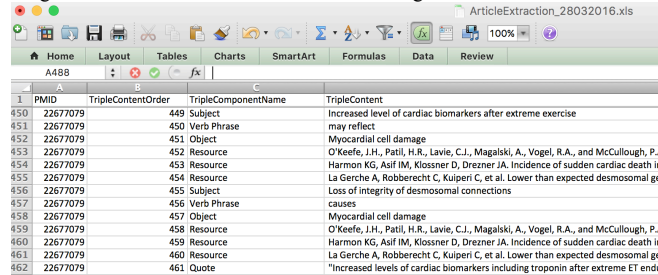 ArticleExtraction_28032016.xls
100%
Home Layout Tables Charts SmartArt Formulas Data Review
A488 fx
A B C
1 PMID TripleContentOrder TripleComponentName TripleContent
450 22677079 449 Subject Increased level of cardiac biomarkers after extreme exercise
451 22677079 450 Verb Phrase may reflect
452 22677079 451 Object Myocardial cell damage
453 22677079 452 Resource O'Keefe, J.H., Patil, H.R., Lavie, C.J., Magalski, A., Vogel, R.A., and McCullough, P.
454 22677079 453 Resource Harmon KG, Asif IM, Klossner D, Drezner JA. Incidence of sudden cardiac death i
455 22677079 454 Resource La Gerche A, Robberecht C, Kuiperi C, et al. Lower than expected desmosomal ge
455 22677079 455 Subject Loss of integrity of desmosomal connections
457 22677079 456 Verb Phrase causes
458 22677079 457 Object Myocardial cell damage
459 22677079 458 Resource O'Keefe, J.H., Patil, H.R., Lavie, C.J., Magalski, A., Vogel, R.A., and McCullough, P.
460 22677079 459 Resource Harmon KG, Asif IM, Klossner D, Drezner JA. Incidence of sudden cardiac death i
461 22677079 460 Resource La Gerche A, Robberecht C, Kuiperi C, et al. Lower than expected desmosomal ge
462 22677079 461 Quote "Increased levels of cardiac biomarkers including troponin after extreme ET end